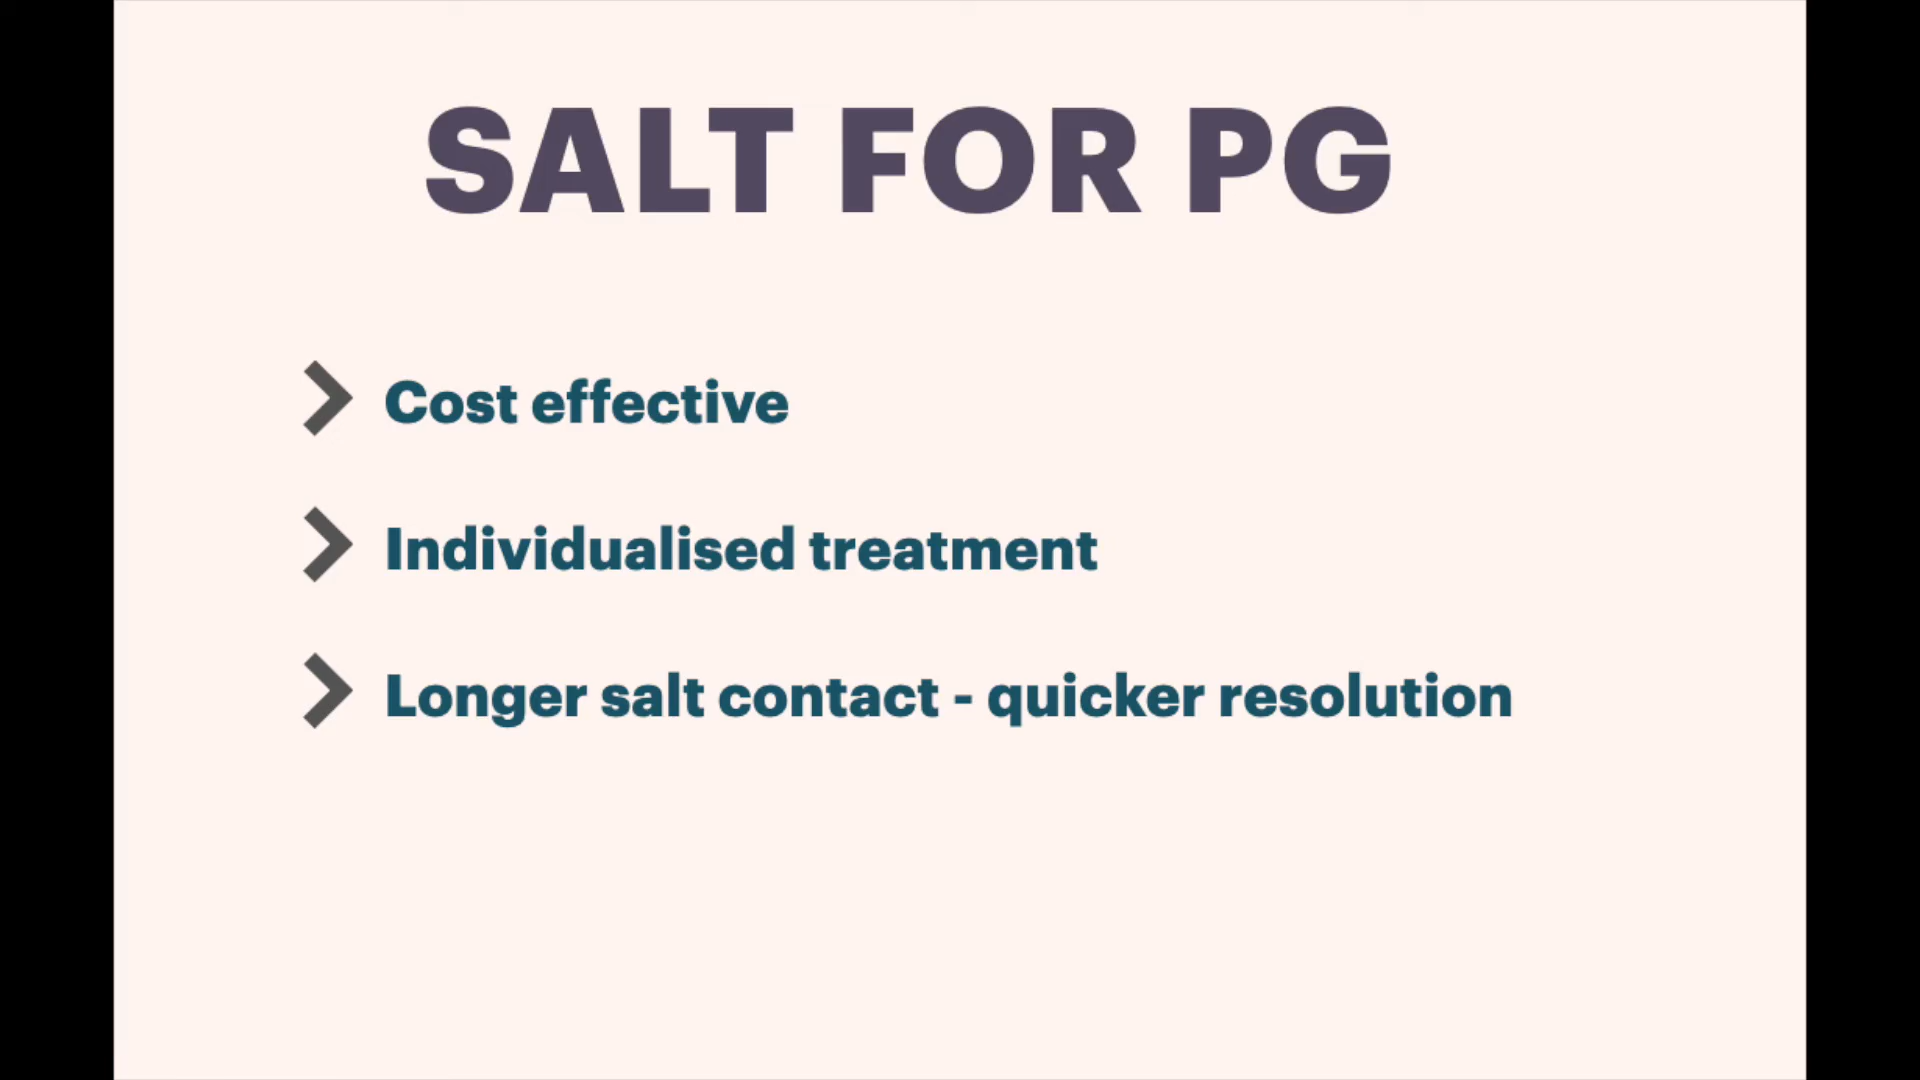 SALT FOR PG
Cost effective
Individualised treatment
Longer salt contact - quicker resolution